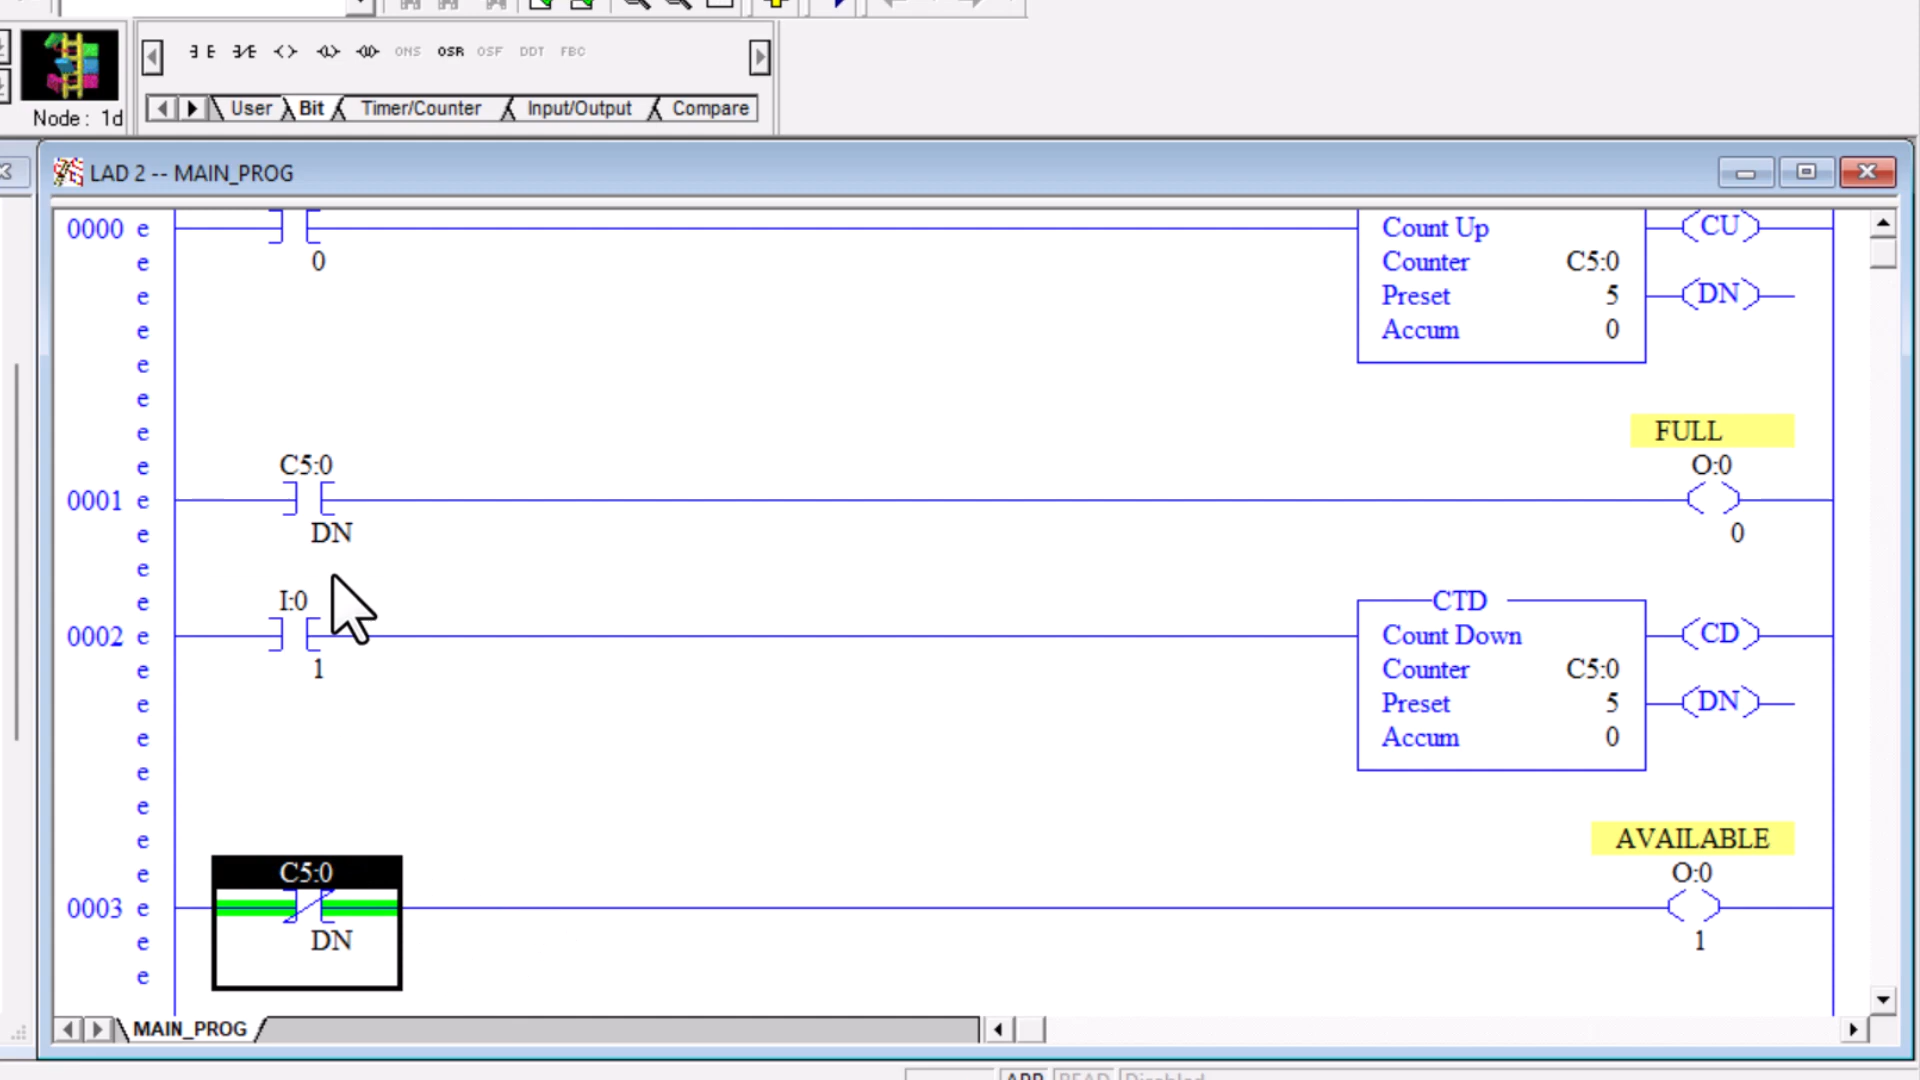 ONS OSR OSF DDT FBC
Node : 1d
User Bit Timer/Counter Input/Output Compare
LAD 2 -- MAIN_PROG
0000 e
0
Count Up
Counter C5:0
Preset 5
Accum 0
CU
DN
e
e
e
e
e
e
e
FULL
C5:0
O:0
0001 e
DN
0
e
e
e
I:0
0002 e
1
CTD
Count Down
Counter C5:0
Preset 5
Accum 0
CD
DN
e
e
e
e
e
e
e
AVAILABLE
C5:0
O:0
0003 e
DN
1
e
e
MAIN_PROG
APP READ Disabled